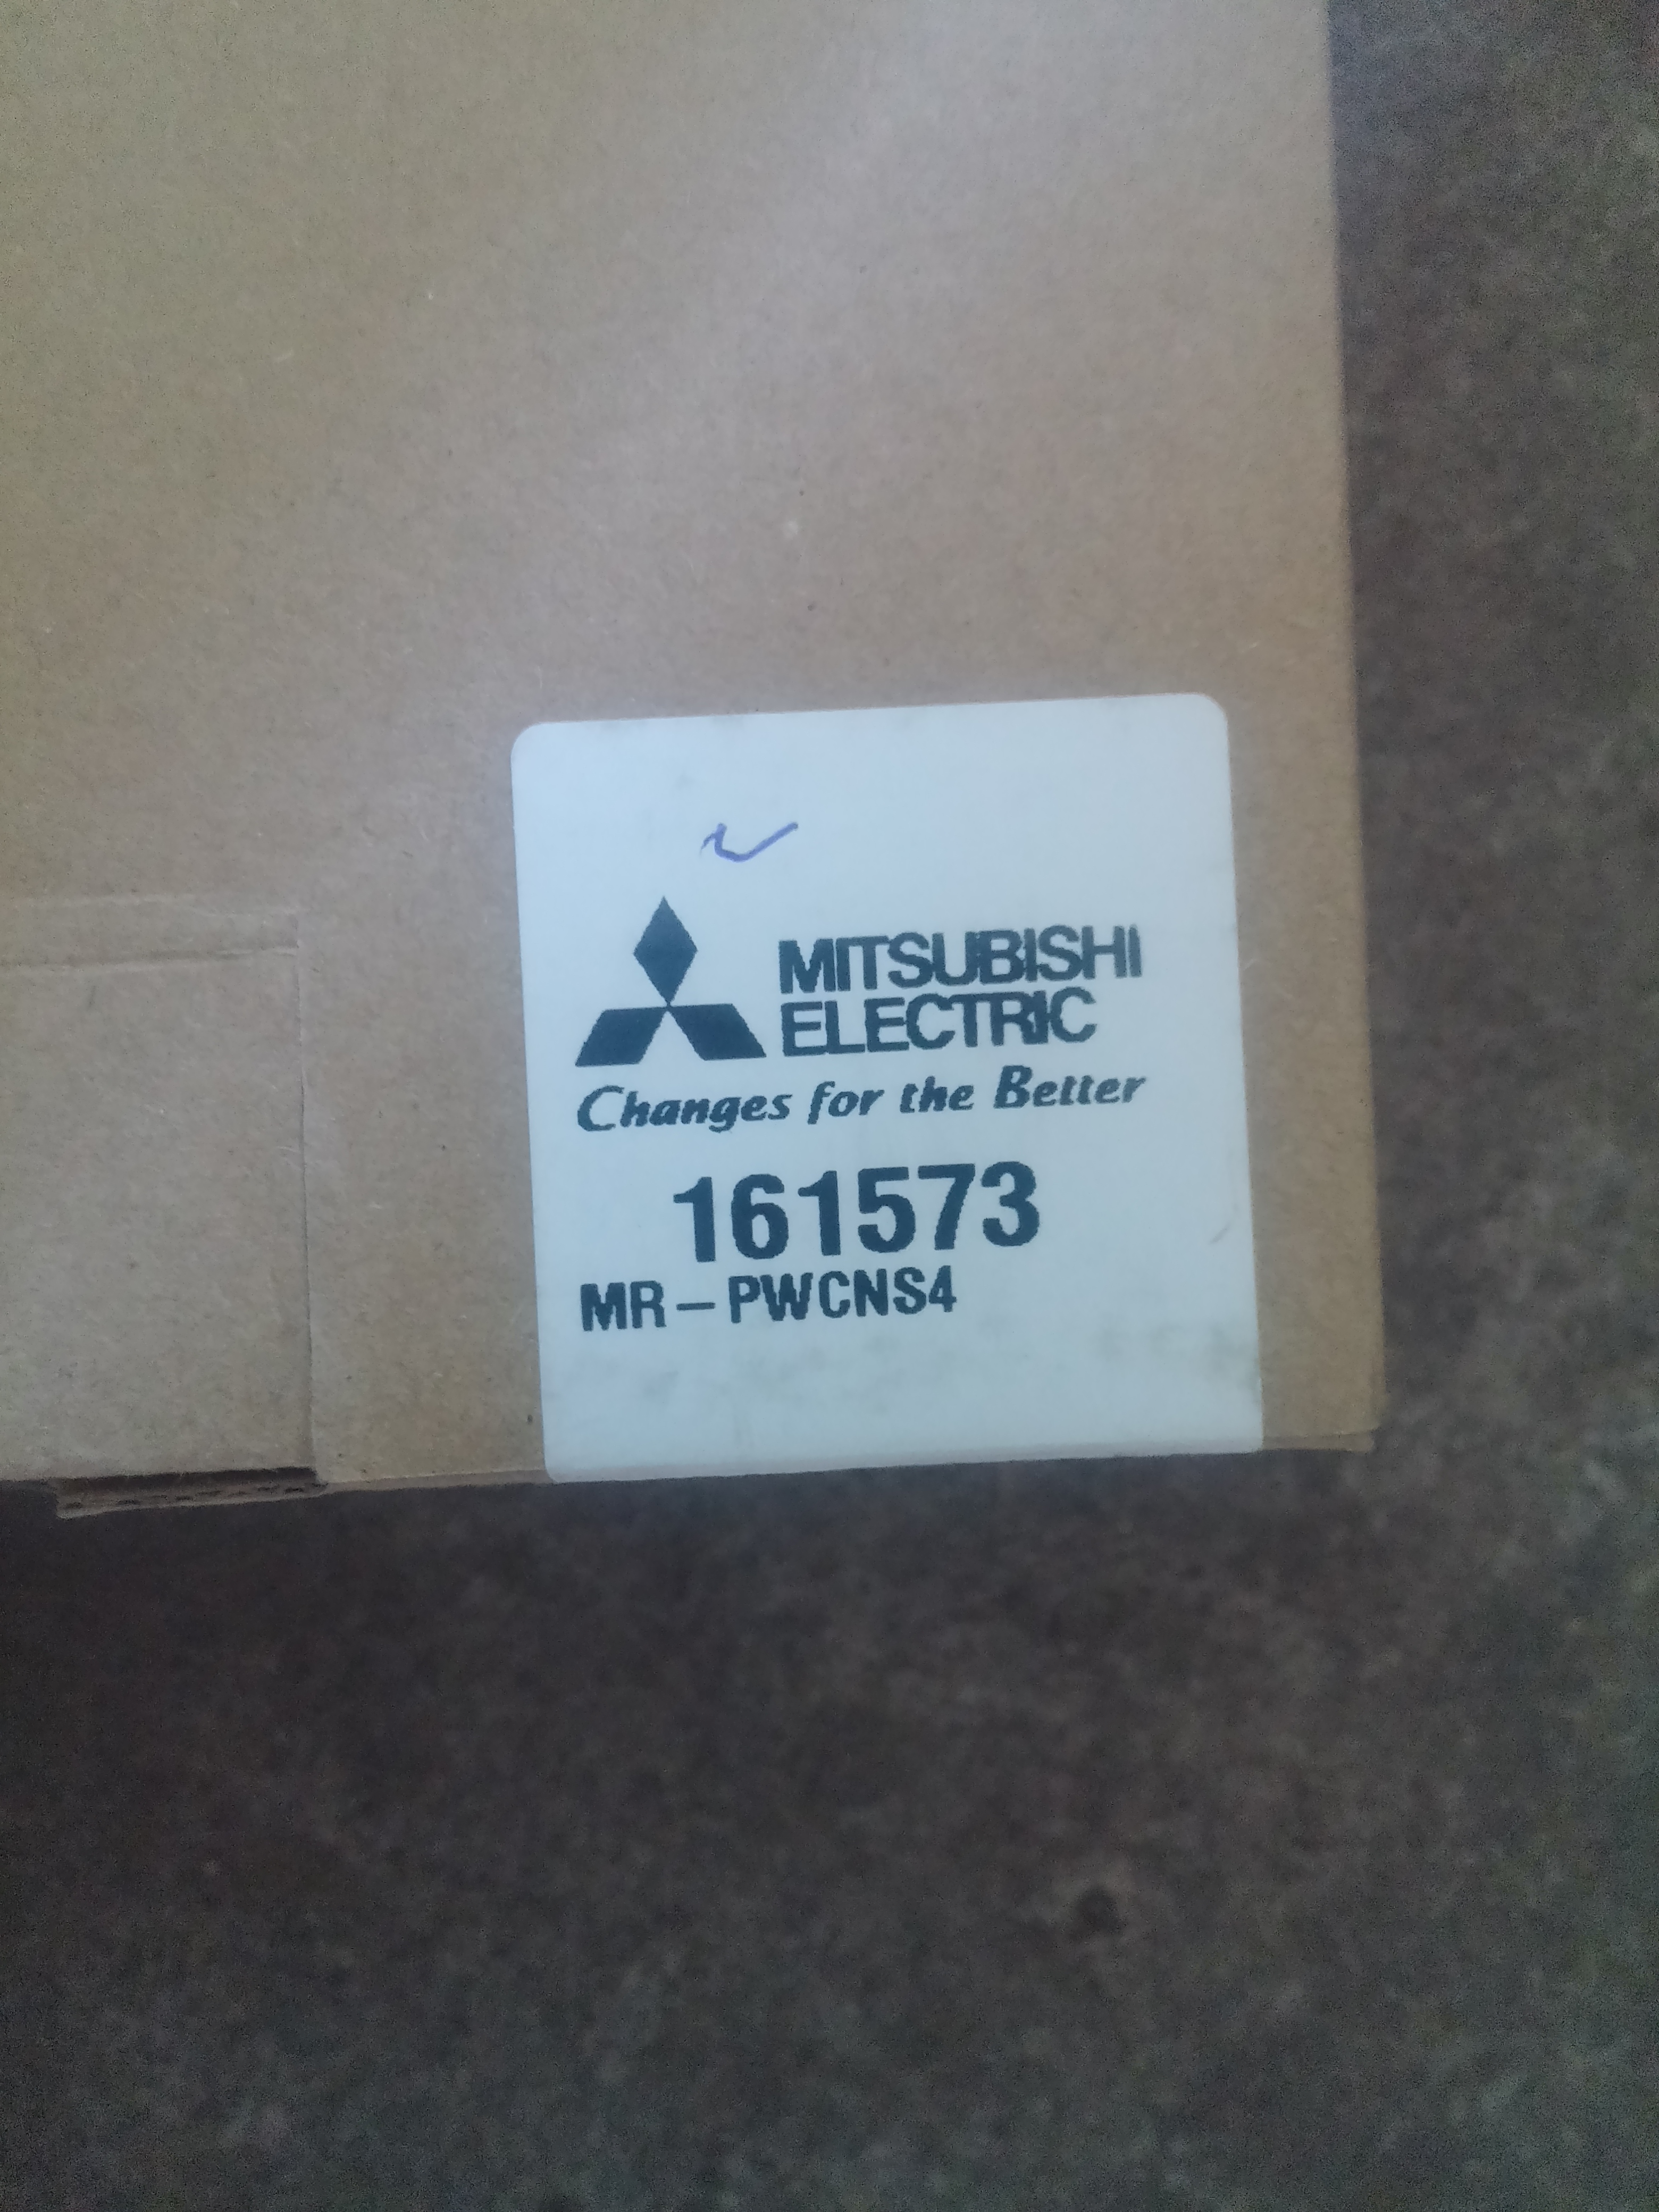 MITSUBISHI
ELECTRIC
Changes for the Better
161573
MR-PWCNS4